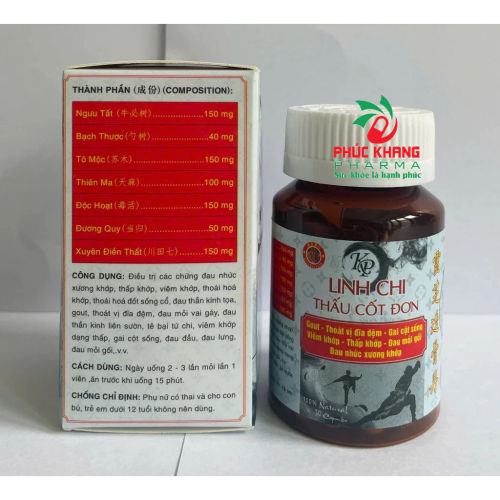 THÀNH PHẦN (成份) (COMPOSITION):
Ngưu Tất (牛必树)....................150 mg
Bạch Thược (勺树).....................40 mg
Tô Mộc (苏木)..........................150 mg
Thiên Ma (天麻)........................100 mg
Độc Hoạt (毒活)........................150 mg
Đương Quy (当归)......................50 mg
Xuyên Điền Thất (川田七)..........150 mg
CÔNG DỤNG: Điều trị các chứng đau nhức
xương khớp, thấp khớp, viêm khớp, thoái hoá
khớp, thoái hoá đốt sống cổ, đau thần kinh tọa,
gout, thoát vị đĩa đệm, đau mỏi vai gáy, đau
thần kinh liên sườn, tê bại tứ chi, viêm khớp
dạng thấp, gai cột sống, đau đầu, đau lưng,
đau mỏi gối,.v.v.
CÁCH DÙNG: Ngày uống 2 - 3 lần mỗi lần 1
viên ,ăn trước khi uống 15 phút.
CHỐNG CHỈ ĐỊNH: Phụ nữ có thai và cho con
bú, trẻ em dưới 12 tuổi không nên dùng.
PHÚC KHANG
PHARMA
Sức khỏe là hạnh phúc
KP
LINH CHI
THẤU CỐT ĐƠN
Gout - Thoát vị đĩa đệm - Gai cột sống
Viêm khớp - Thấp khớp - Đau mỏi gối
Đau nhức xương khớp
100% Natural